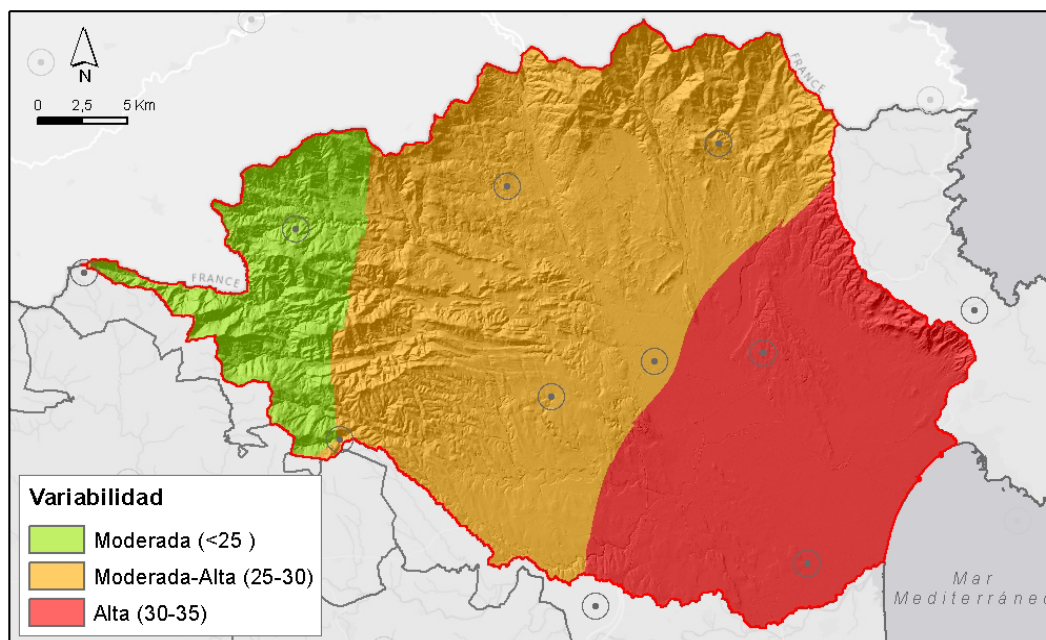 N
0 2,5 5 Km
FRANCE
FRANCE
Variabilidad
Moderada (<25 )
Moderada-Alta (25-30)
Alta (30-35)
Mar
Mediterráneo